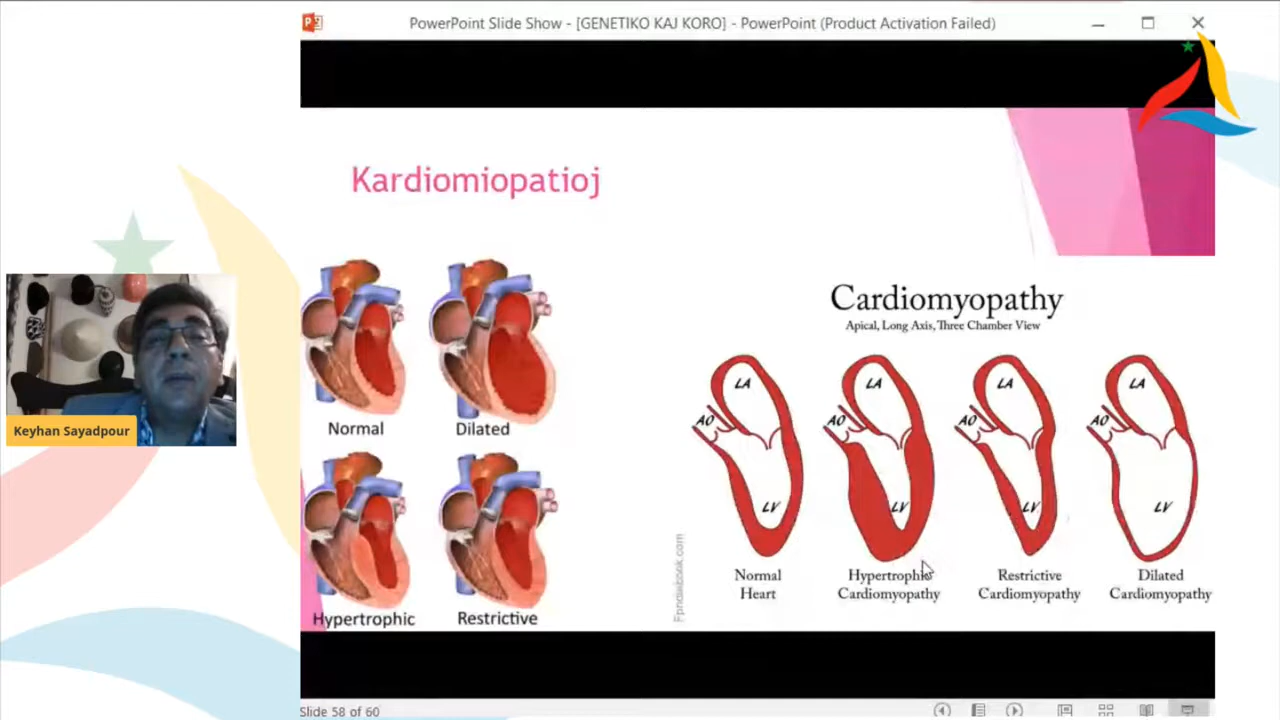 PowerPoint Slide Show - [GENETIKO KAJ KORO] - PowerPoint (Product Activation Failed)
Kardiomiopatioj
Normal
Dilated
Hypertrophic
Restrictive
Cardiomyopathy
Apical, Long Axis, Three Chamber View
LA
AO
LV
Normal
Heart
LA
AO
LV
Hypertrophic
Cardiomyopathy
LA
AO
LV
Restrictive
Cardiomyopathy
LA
AO
LV
Dilated
Cardiomyopathy
Keyhan Sayadpour
Slide 58 of 60